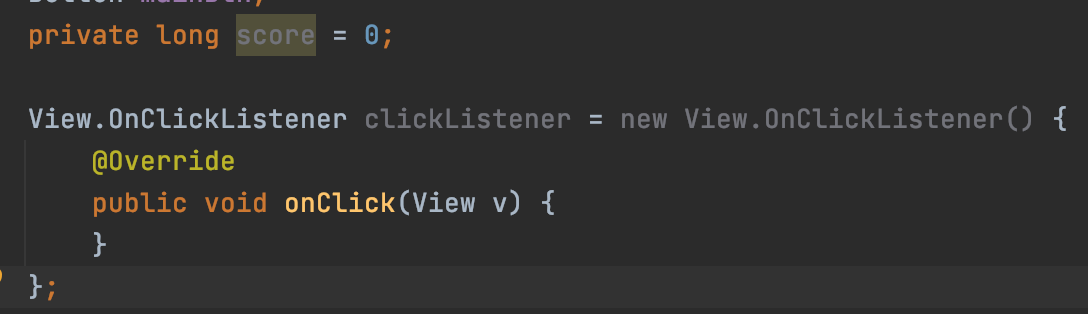 private long score = 0;
View.OnClickListener clickListener = new View.OnClickListener() {
@Override
public void onClick(View v) {
}
};